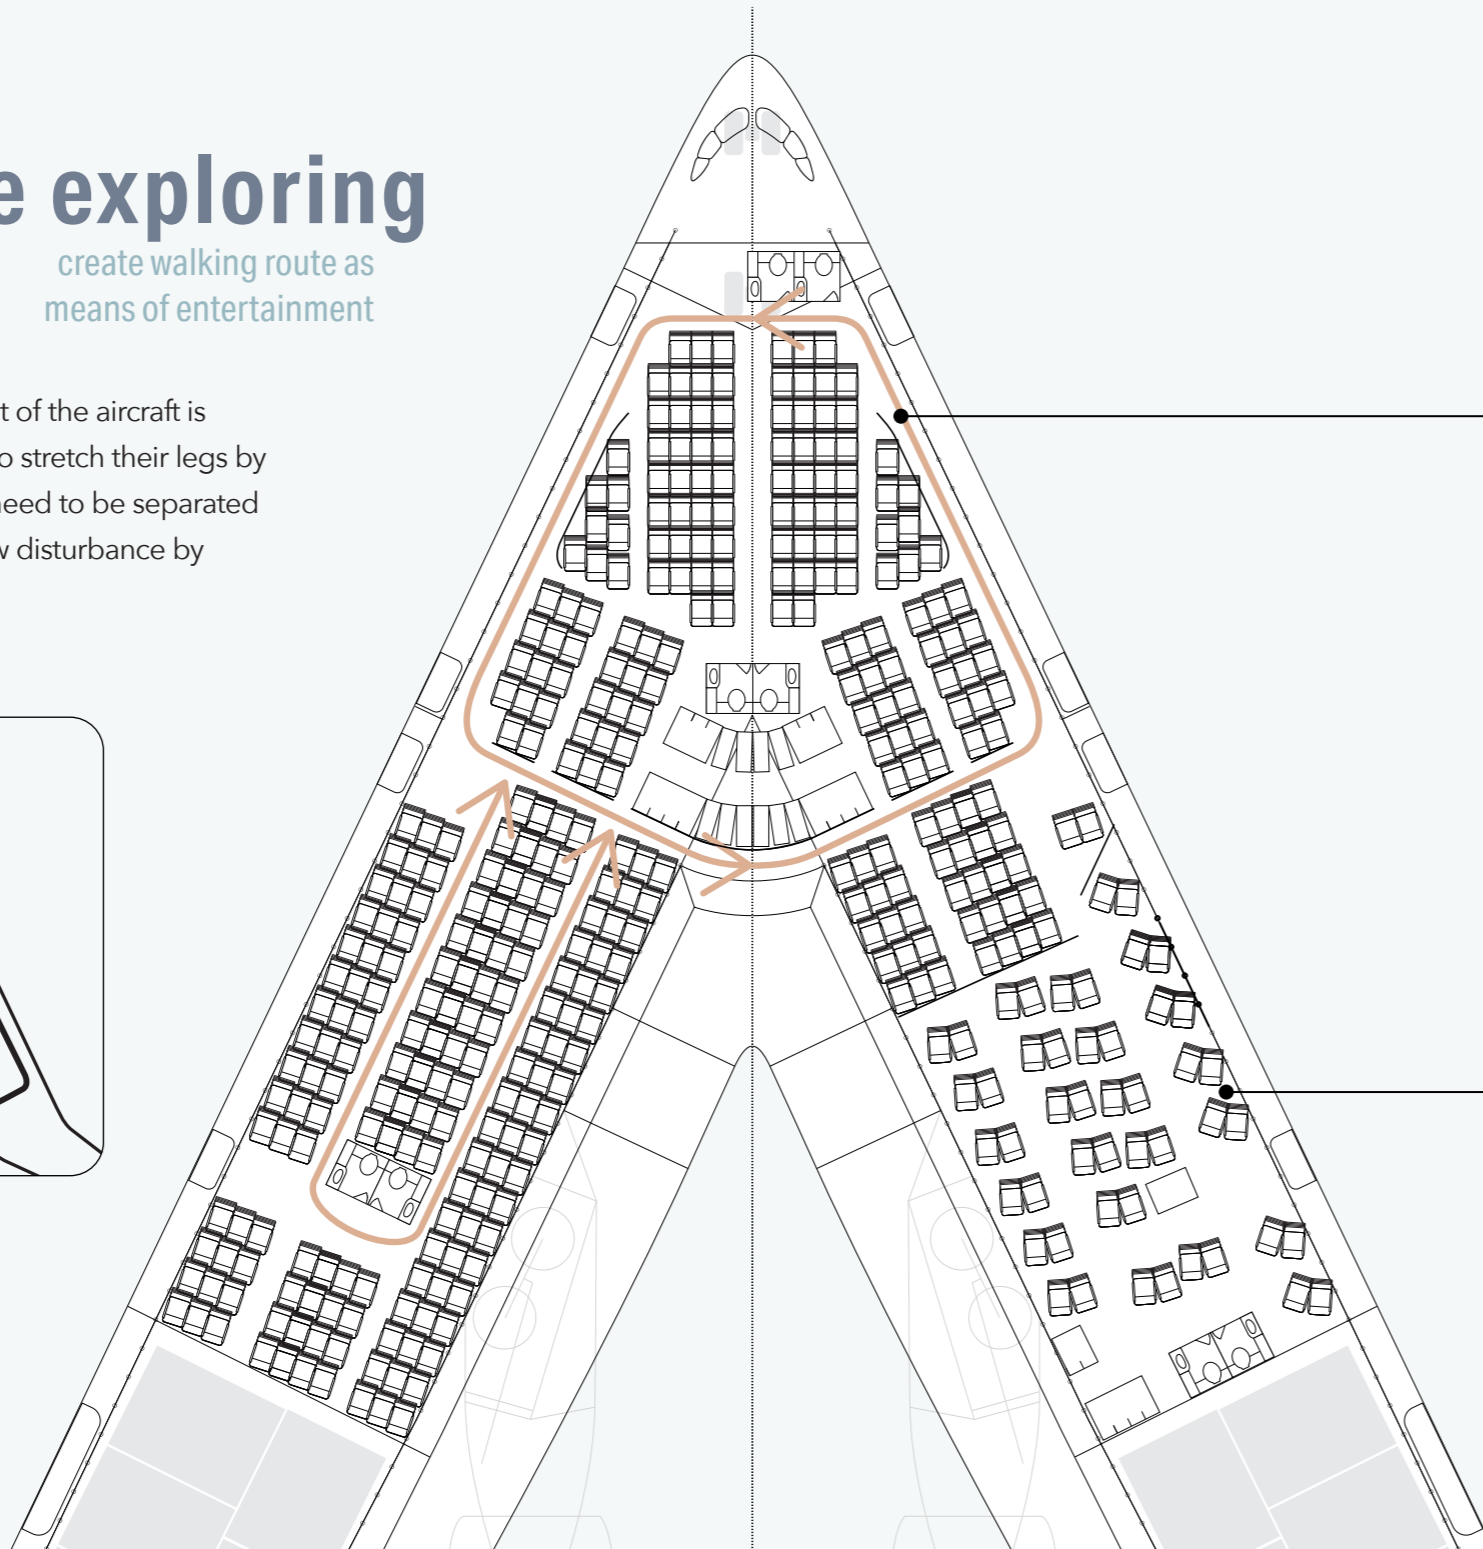 e exploring
create walking route as
means of entertainment
t of the aircraft is
o stretch their legs by
need to be separated
w disturbance by